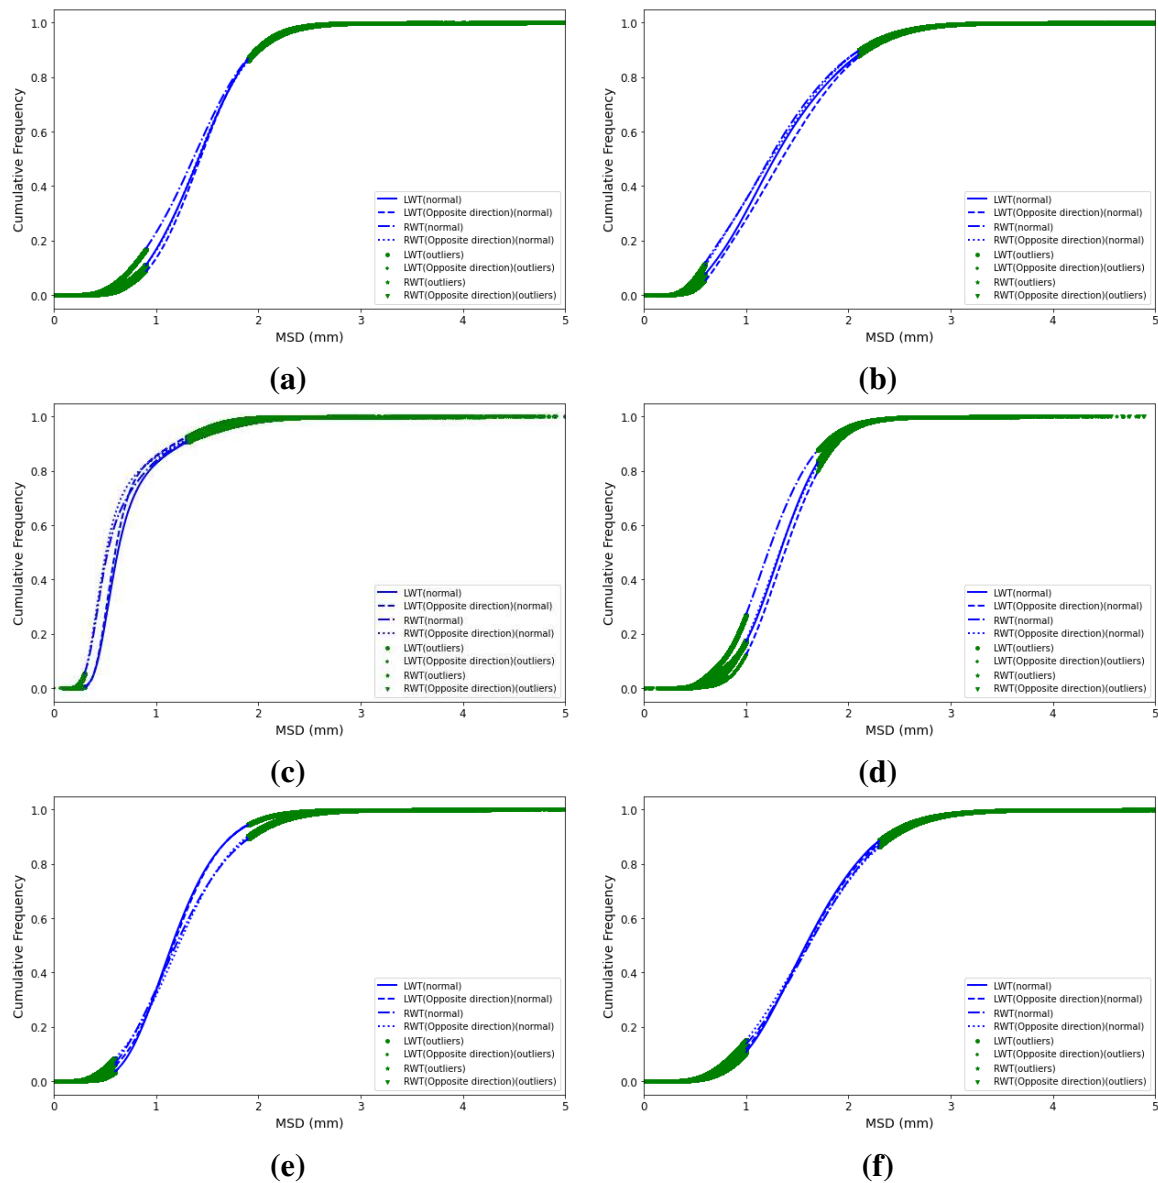 1.0
0.8
0.6
0.4
0.2
0.0
Cumulative Frequency
LWT(normal)
LWT(Opposite direction)(normal)
RWT(normal)
RWT(Opposite direction)(normal)
LWT(outliers)
LWT(Opposite direction)(outliers)
RWT(outliers)
RWT(Opposite direction)(outliers)
0 1 2 3 4 5
MSD (mm)
(a)
1.0
0.8
0.6
0.4
0.2
0.0
Cumulative Frequency
LWT(normal)
LWT(Opposite direction)(normal)
RWT(normal)
RWT(Opposite direction)(normal)
LWT(outliers)
LWT(Opposite direction)(outliers)
RWT(outliers)
RWT(Opposite direction)(outliers)
0 1 2 3 4 5
MSD (mm)
(b)
1.0
0.8
0.6
0.4
0.2
0.0
Cumulative Frequency
LWT(normal)
LWT(Opposite direction)(normal)
RWT(normal)
RWT(Opposite direction)(normal)
LWT(outliers)
LWT(Opposite direction)(outliers)
RWT(outliers)
RWT(Opposite direction)(outliers)
0 1 2 3 4 5
MSD (mm)
(c)
1.0
0.8
0.6
0.4
0.2
0.0
Cumulative Frequency
LWT(normal)
LWT(Opposite direction)(normal)
RWT(normal)
RWT(Opposite direction)(normal)
LWT(outliers)
LWT(Opposite direction)(outliers)
RWT(outliers)
RWT(Opposite direction)(outliers)
0 1 2 3 4 5
MSD (mm)
(d)
1.0
0.8
0.6
0.4
0.2
0.0
Cumulative Frequency
LWT(normal)
LWT(Opposite direction)(normal)
RWT(normal)
RWT(Opposite direction)(normal)
LWT(outliers)
LWT(Opposite direction)(outliers)
RWT(outliers)
RWT(Opposite direction)(outliers)
0 1 2 3 4 5
MSD (mm)
(e)
1.0
0.8
0.6
0.4
0.2
0.0
Cumulative Frequency
LWT(normal)
LWT(Opposite direction)(normal)
RWT(normal)
RWT(Opposite direction)(normal)
LWT(outliers)
LWT(Opposite direction)(outliers)
RWT(outliers)
RWT(Opposite direction)(outliers)
0 1 2 3 4 5
MSD (mm)
(f)